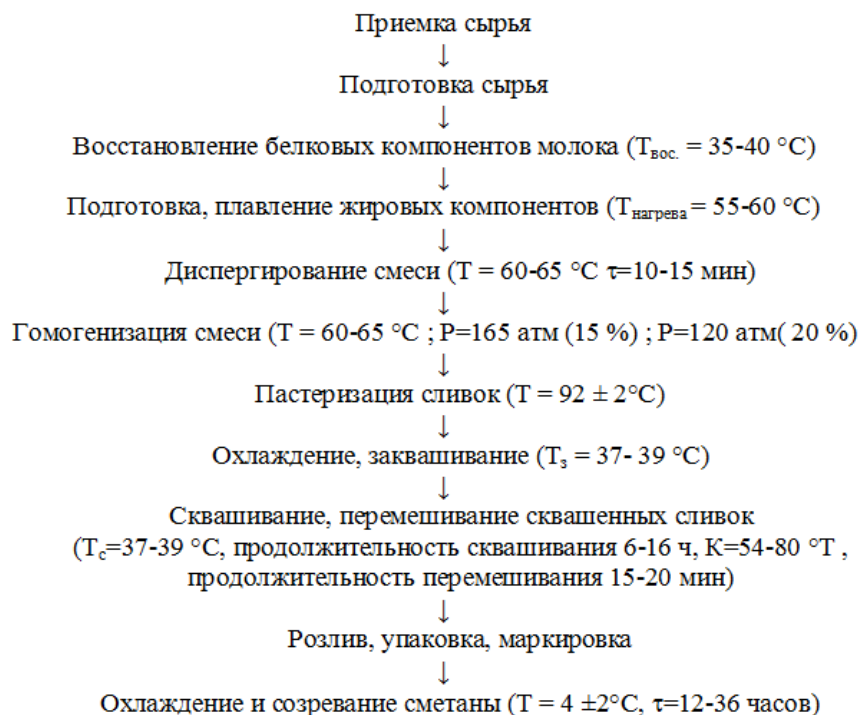 Приемка сырья
↓
Подготовка сырья
↓
Восстановление белковых компонентов молока (Твос. = 35-40 °С)
↓
Подготовка, плавление жировых компонентов (Тнагрева = 55-60 °С)
↓
Диспергирование смеси (Т = 60-65 °С τ=10-15 мин)
↓
Гомогенизация смеси (Т = 60-65 °С ; Р=165 атм (15 %) ; Р=120 атм( 20 %)
↓
Пастеризация сливок (Т = 92 ± 2°С)
↓
Охлаждение, заквашивание (Тз = 37- 39 °С)
↓
Сквашивание, перемешивание сквашенных сливок
(Тс=37-39 °С, продолжительность сквашивания 6-16 ч, К=54-80 °Т ,
продолжительность перемешивания 15-20 мин)
↓
Розлив, упаковка, маркировка
↓
Охлаждение и созревание сметаны (Т = 4 ±2°С, τ=12-36 часов)